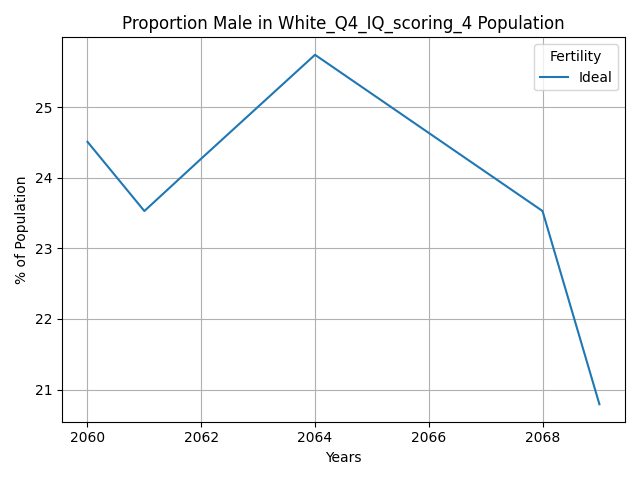 Proportion Male in White_Q4_IQ_scoring_4 Population
Fertility
Ideal
% of Population
25
24
23
22
21
2060
2062
2064
2066
2068
Years